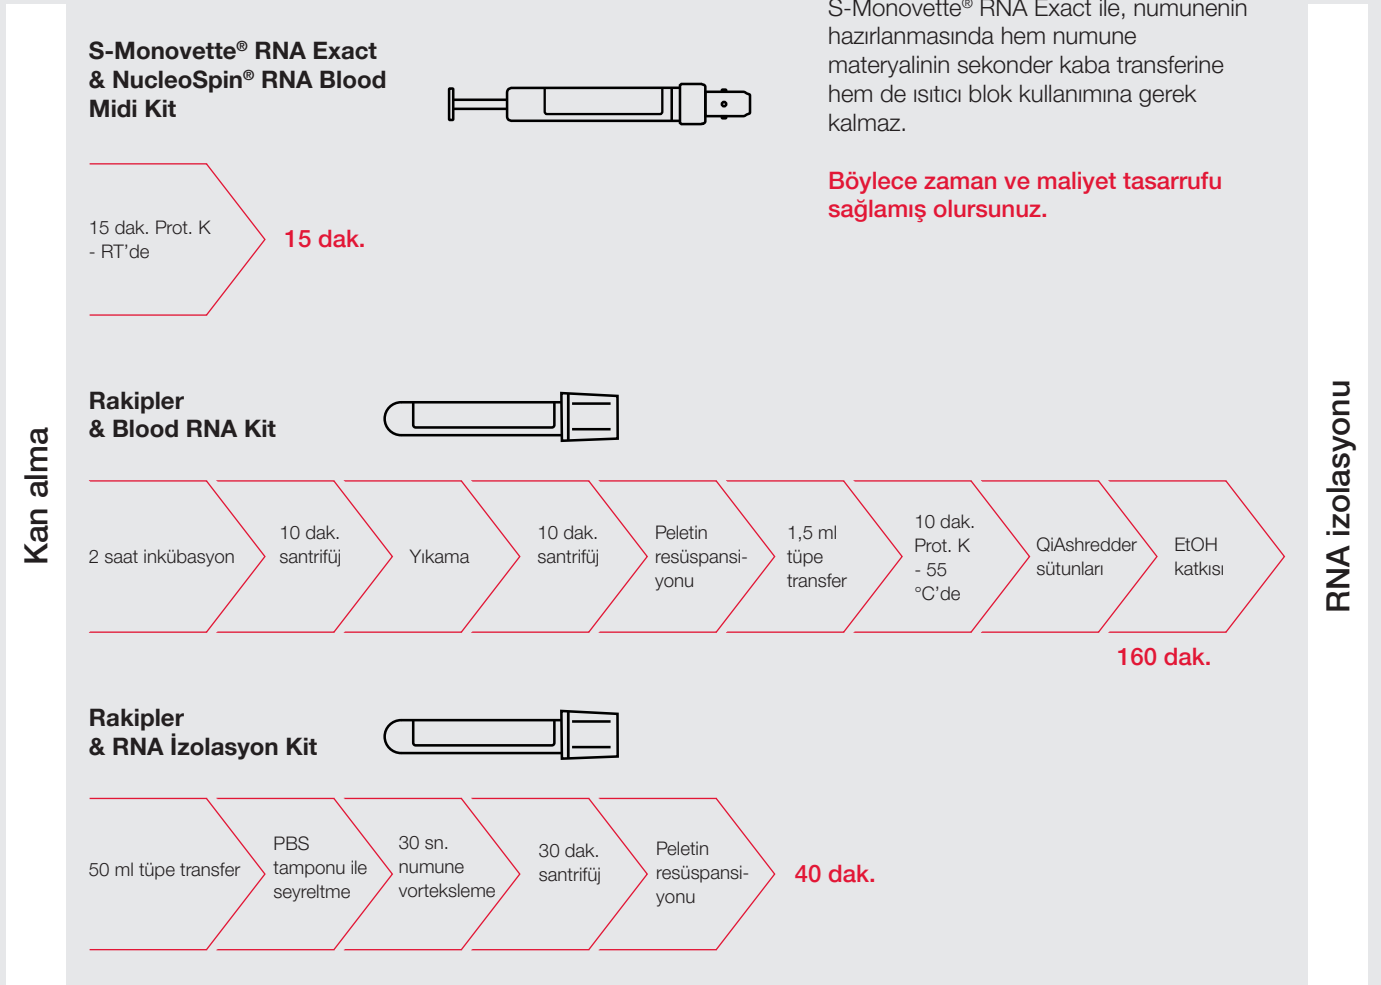 Kan alma
S-Monovette® RNA Exact
& NucleoSpin® RNA Blood
Midi Kit
S-Monovette® RNA Exact ile, numunenin
hazırlanmasında hem numune
materyalinin sekonder kaba transferine
hem de ısıtıcı blok kullanımına gerek
kalmaz.
Böylece zaman ve maliyet tasarrufu
sağlamış olursunuz.
15 dak. Prot. K
- RT’de
15 dak.
Rakipler
& Blood RNA Kit
2 saat inkübasyon
10 dak.
santrifüj
Yıkama
10 dak.
santrifüj
Peletin
resüspansi-
yonu
1,5 ml
tüpe
transfer
10 dak.
Prot. K
- 55
°C’de
QiAshredder
sütunları
EtOH
katkısı
160 dak.
Rakipler
& RNA İzolasyon Kit
50 ml tüpe transfer
PBS
tamponu ile
seyreltme
30 sn.
numune
vorteksleme
30 dak.
santrifüj
Peletin
resüspansi-
yonu
40 dak.
RNA izolasyonu